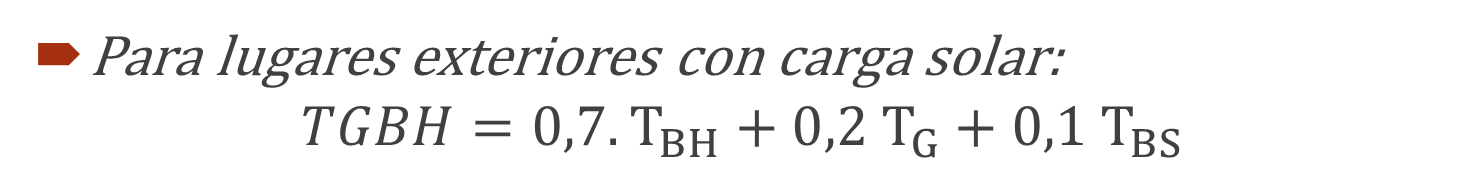 Para lugares exteriores con carga solar:
TGBH = 0,7. T_BH + 0,2 T_G + 0,1 T_BS